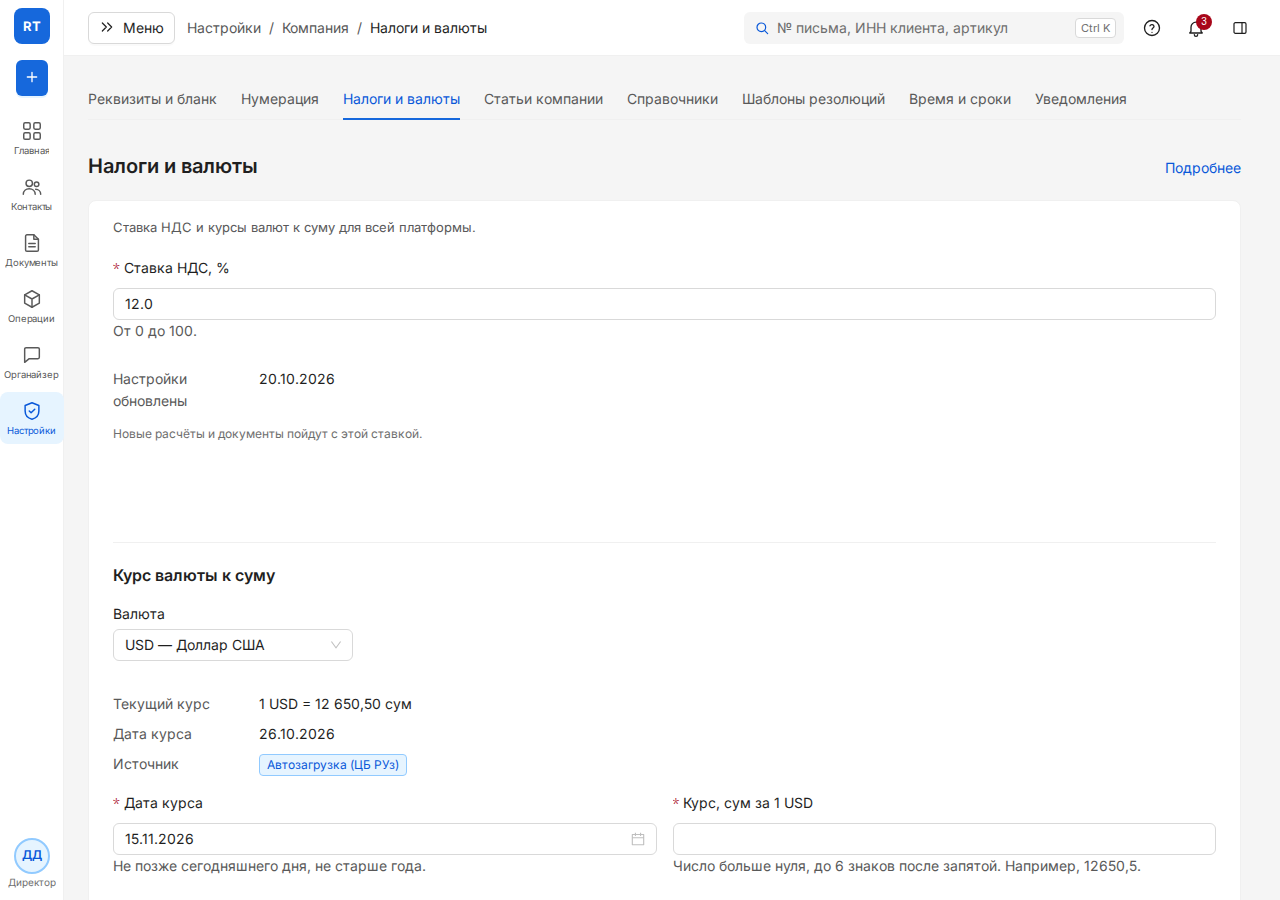 RT
Меню
Настройки / Компания / Налоги и валюты
№ письма, ИНН клиента, артикул
Ctrl K
3
Главная
Контакты
Документы
Операции
Органайзер
Настройки
ДД
Директор
Реквизиты и бланк
Нумерация
Налоги и валюты
Статьи компании
Справочники
Шаблоны резолюций
Время и сроки
Уведомления
Налоги и валюты
Подробнее
Ставка НДС и курсы валют к суму для всей платформы.
* Ставка НДС, %
12.0
От 0 до 100.
Настройки обновлены
20.10.2026
Новые расчёты и документы пойдут с этой ставкой.
Курс валюты к суму
Валюта
USD — Доллар США
Текущий курс
1 USD = 12 650,50 сум
Дата курса
26.10.2026
Источник
Автозагрузка (ЦБ РУз)
* Дата курса
15.11.2026
Не позже сегодняшнего дня, не старше года.
* Курс, сум за 1 USD
Число больше нуля, до 6 знаков после запятой. Например, 12650,5.